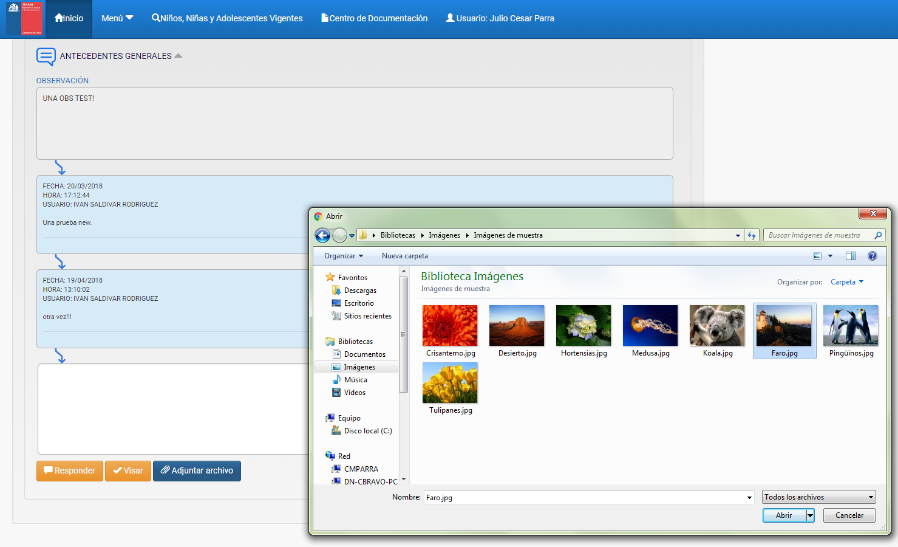 Inicio
Menú
Niños, Niñas y Adolescentes Vigentes
Centro de Documentación
Usuario: Julio Cesar Parra
ANTECEDENTES GENERALES
OBSERVACIÓN
UNA OBS TEST!
FECHA: 20/03/2018
HORA: 17:12:44
USUARIO: IVAN SALDIVAR RODRIGUEZ
Una prueba new.
FECHA: 19/04/2018
HORA: 13:16:02
USUARIO: IVAN SALDIVAR RODRIGUEZ
otra vez!!!
Responder
Visar
Adjuntar archivo
Abrir
Bibliotecas
Imágenes
Imágenes de muestra
Buscar Imágenes de muestra
Organizar
Nueva carpeta
Favoritos
Descargas
Escritorio
Sitios recientes
Bibliotecas
Documentos
Imágenes
Música
Vídeos
Equipo
Disco local (C:)
Red
CMPARRA
DN-CBRAVO-PC
Biblioteca Imágenes
Imágenes de muestra
Organizar por:
Carpeta
Crisantemo.jpg
Desierto.jpg
Hortensias.jpg
Medusa.jpg
Koala.jpg
Faro.jpg
Pingüinos.jpg
Tulipanes.jpg
Nombre:
Faro.jpg
Todos los archivos
Abrir
Cancelar